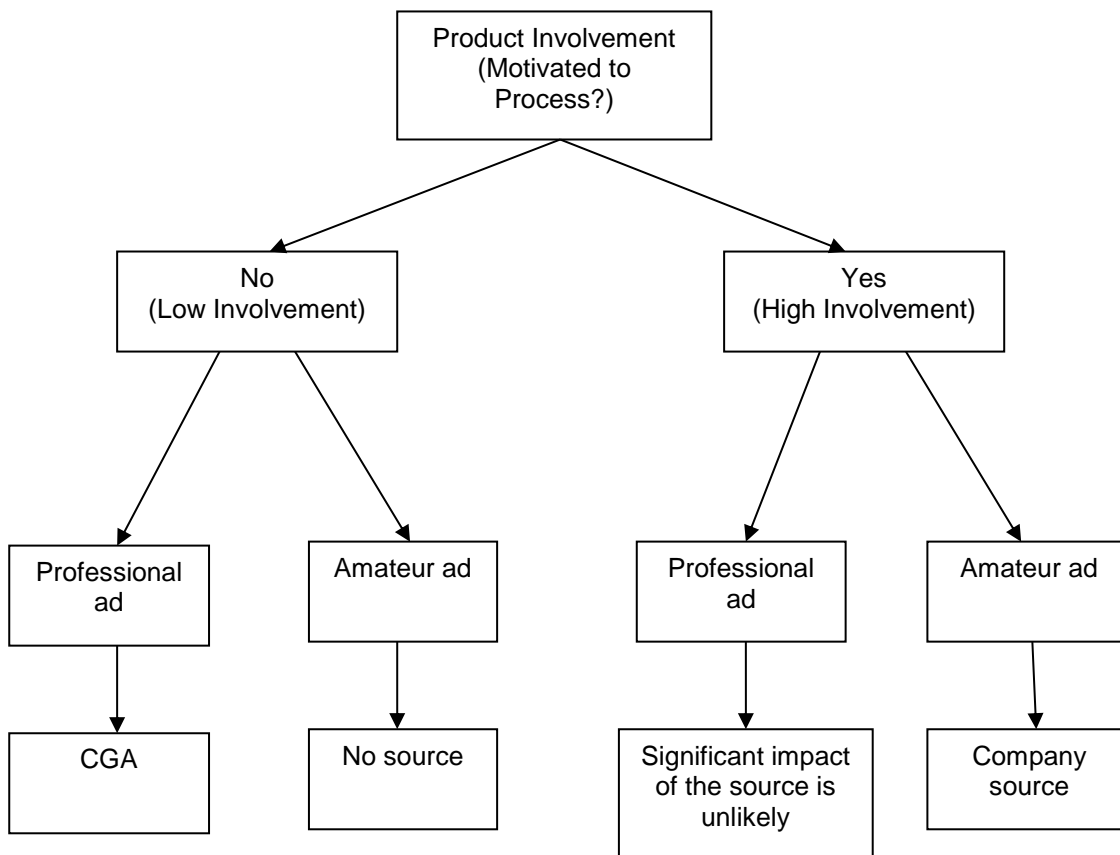 Product Involvement
(Motivated to
Process?)
No
(Low Involvement)
Yes
(High Involvement)
Professional
ad
Amateur ad
Professional
ad
Amateur ad
CGA
No source
Significant impact
of the source is
unlikely
Company
source